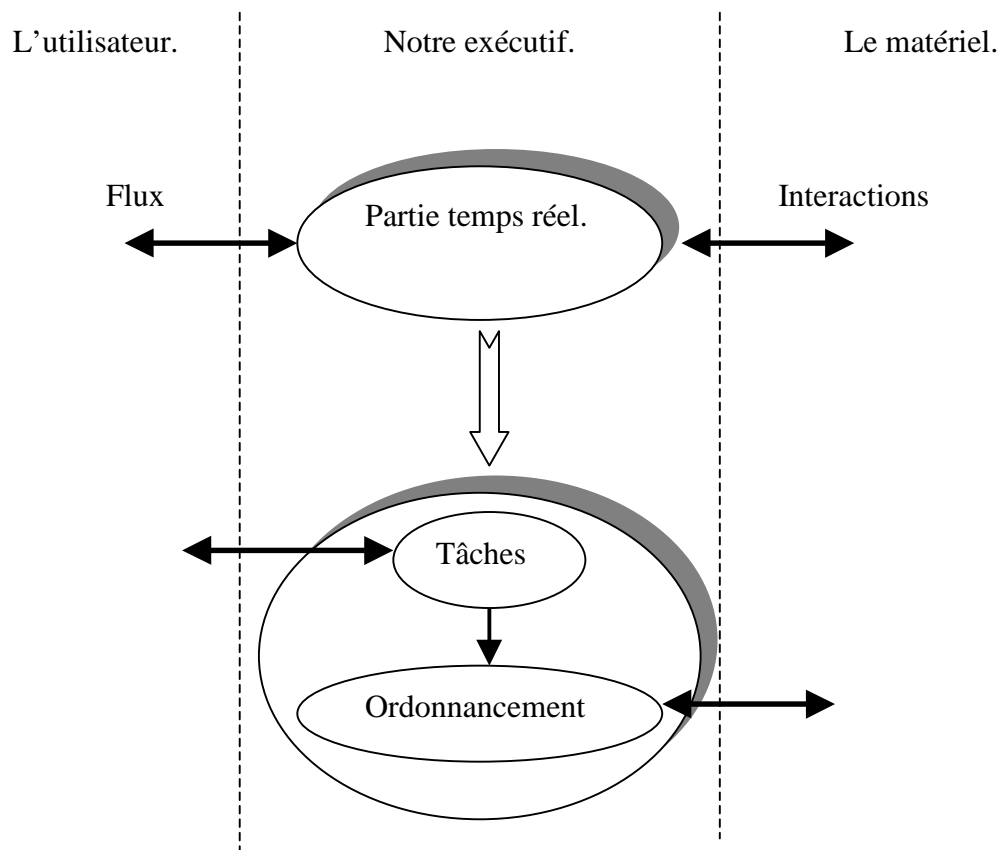 L’utilisateur.
Notre exécutif.
Le matériel.
Flux
Partie temps réel.
Interactions
Tâches
Ordonnancement